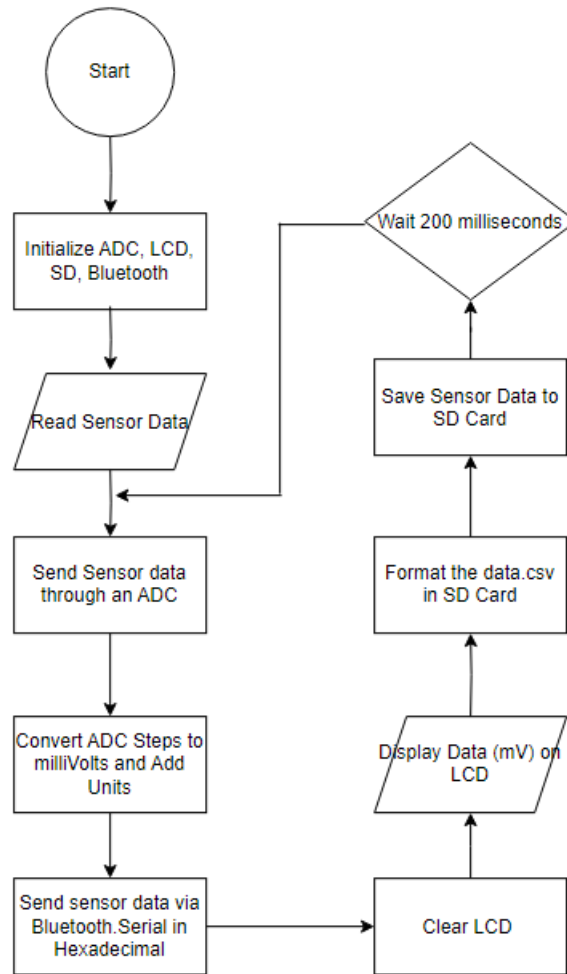 Start
Initialize ADC, LCD,
SD, Bluetooth
Read Sensor Data
Send Sensor data
through an ADC
Convert ADC Steps to
milliVolts and Add
Units
Send sensor data via
Bluetooth.Serial in
Hexadecimal
Clear LCD
Display Data (mV) on
LCD
Format the data.csv
in SD Card
Save Sensor Data to
SD Card
Wait 200 milliseconds